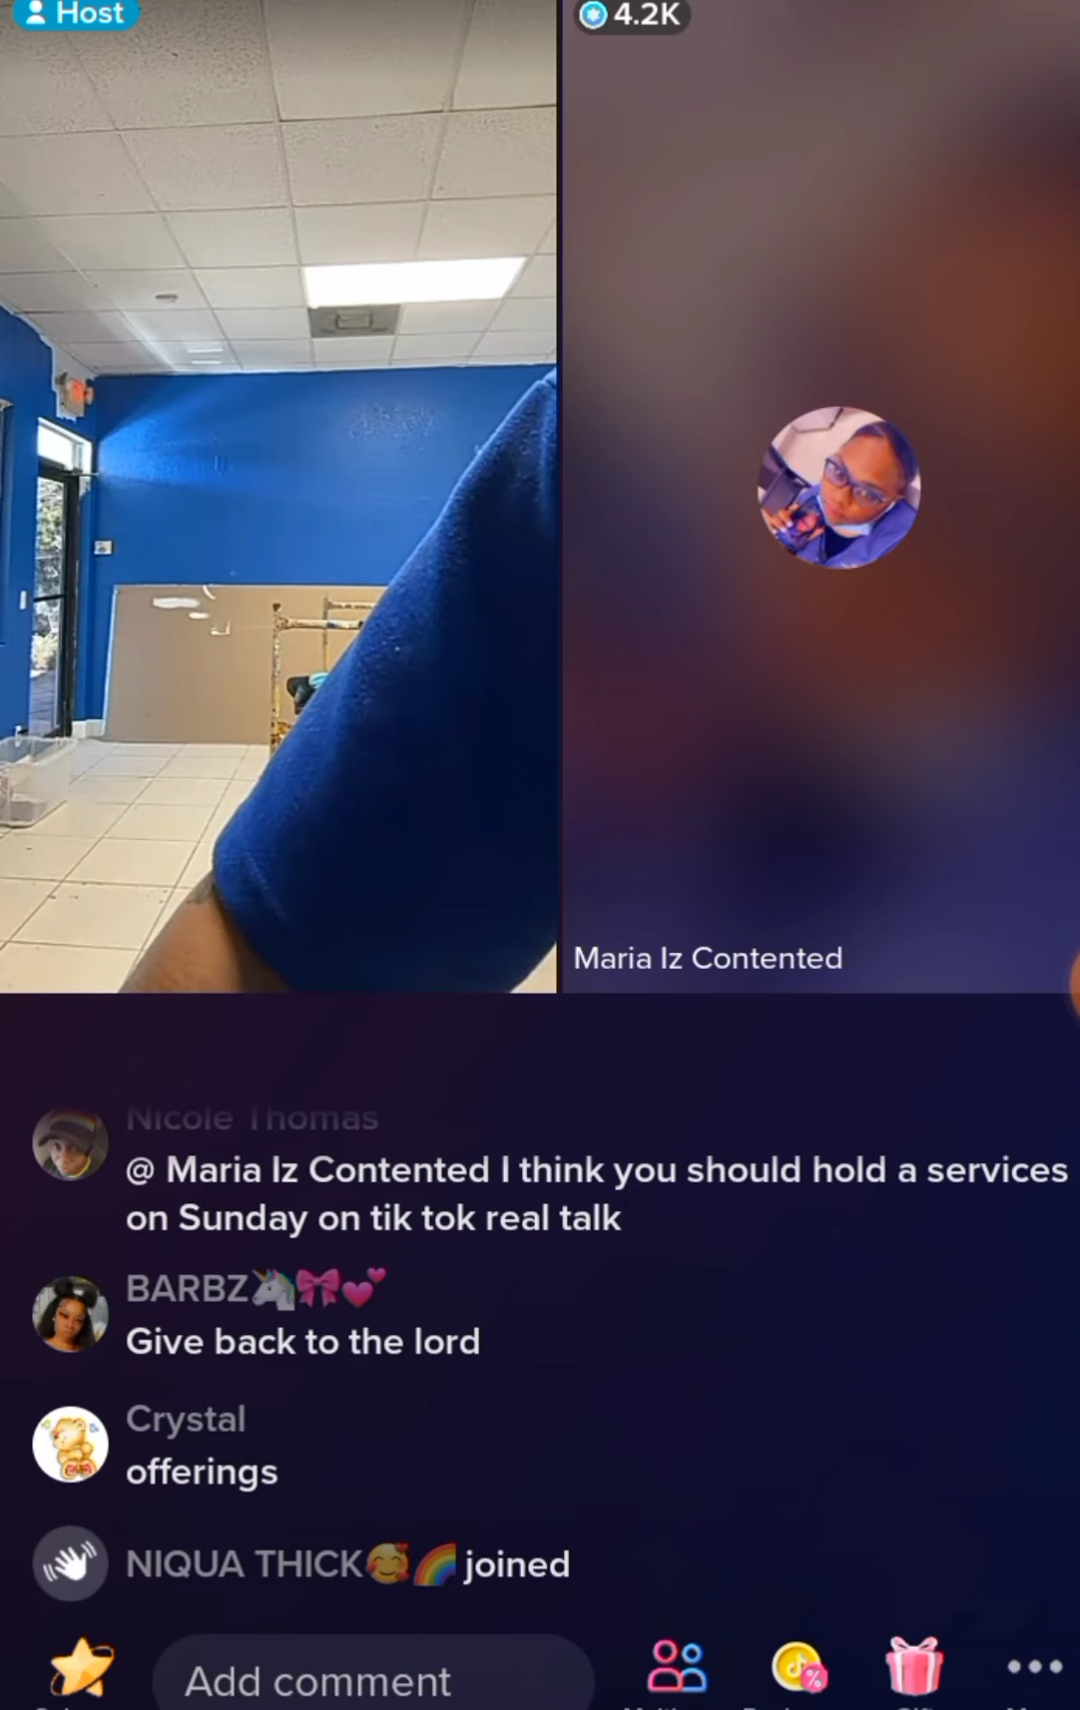 Host
4.2K
Maria Iz Contented
Nicole Thomas
@ Maria Iz Contented I think you should hold a services
on Sunday on tik tok real talk
BARBZ🦄🎀💕
Give back to the lord
Crystal
offerings
NIQUA THICK🥰🌈 joined
Add comment